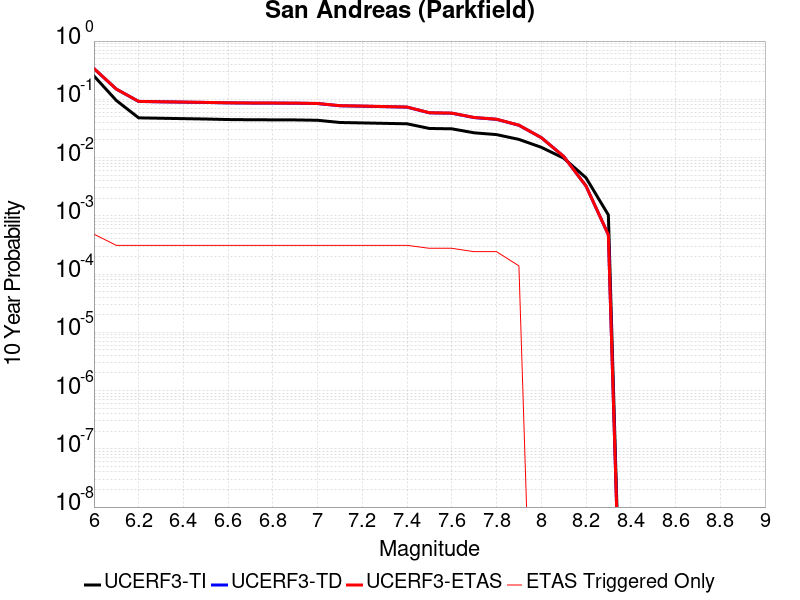 San Andreas (Parkfield)
10^0
10^-1
10^-2
10^-3
10^-4
10^-5
10^-6
10^-7
10^-8
10 Year Probability
6 6.2 6.4 6.6 6.8 7 7.2 7.4 7.6 7.8 8 8.2 8.4 8.6 8.8 9
Magnitude
UCERF3-TI UCERF3-TD UCERF3-ETAS ETAS Triggered Only